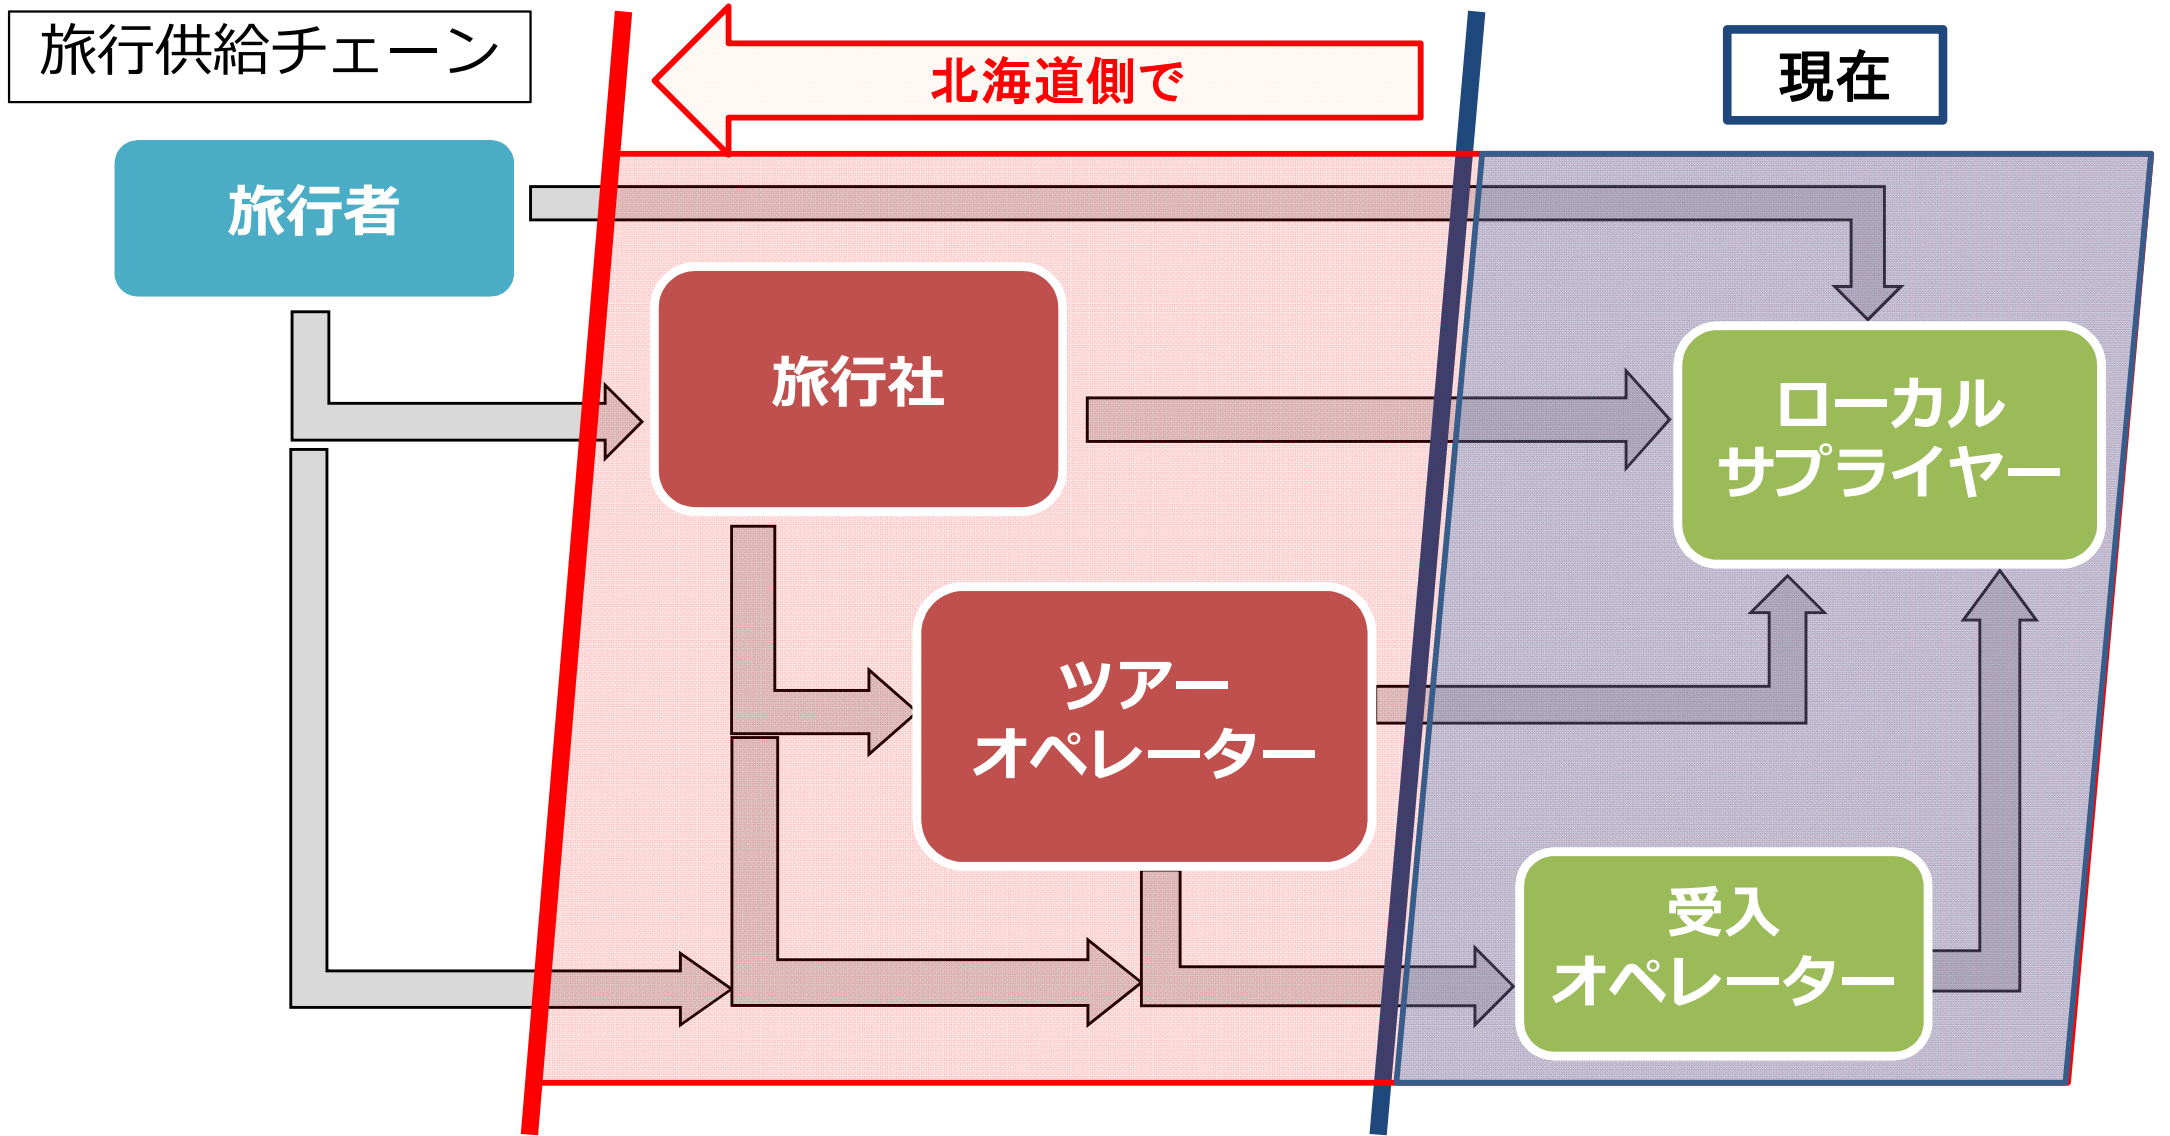 旅行供給チェーン
北海道側で
現在
旅行者
旅行社
ローカル
サプライヤー
ツアー
オペレーター
受入
オペレーター